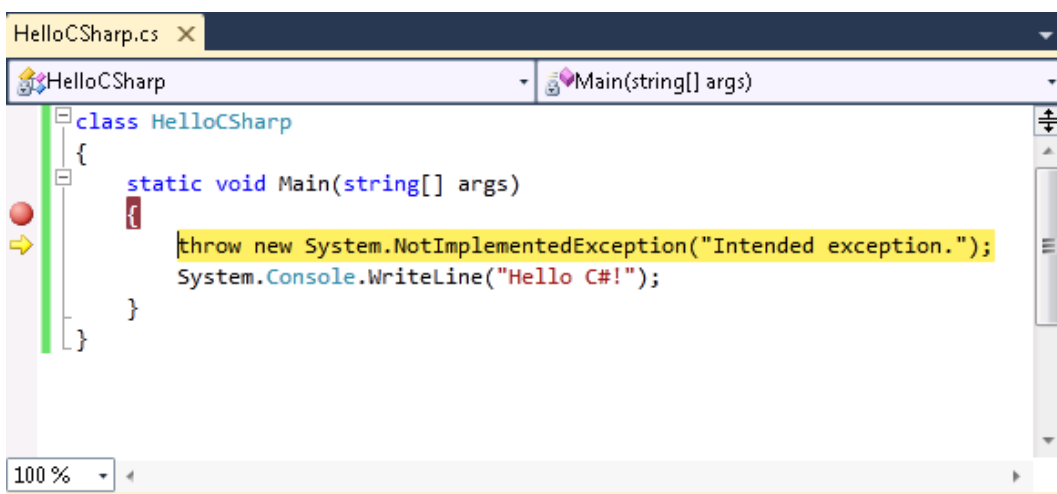 HelloCSharp.cs
HelloCSharp Main(string[] args)
class HelloCSharp
{
static void Main(string[] args)
{
throw new System.NotImplementedException("Intended exception.");
System.Console.WriteLine("Hello C#!");
}
}
100 %